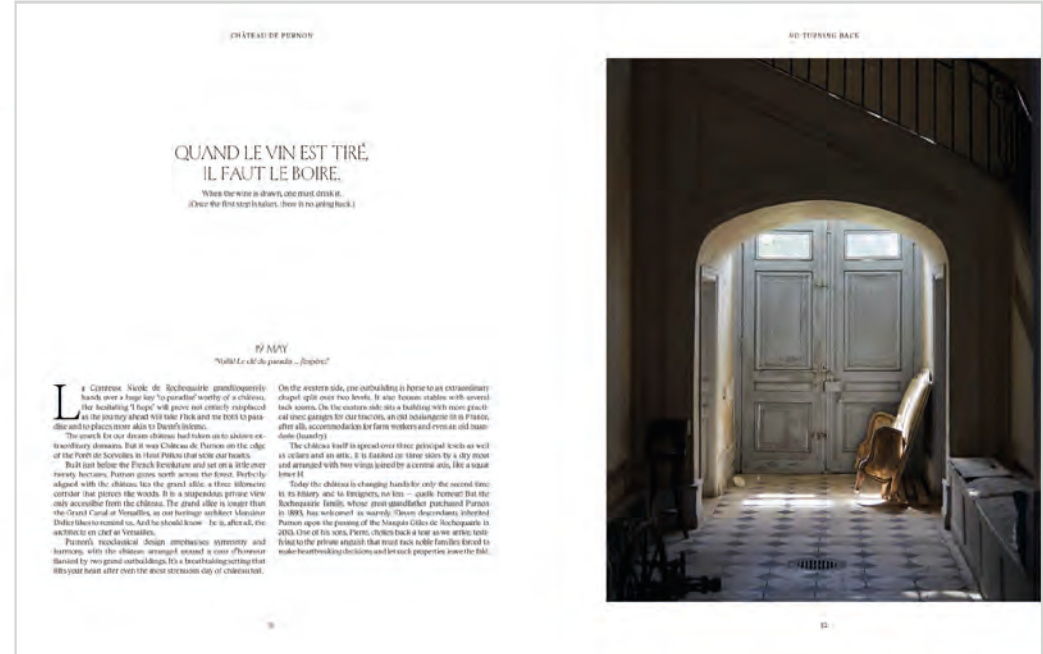 CHÂTEAU DE PURNON
NO TURNING BACK
QUAND LE VIN EST TIRÉ,
IL FAUT LE BOIRE.
When the wine is drawn, one must drink it.
(Once the first step is taken, there is no going back.)
19 MAY
"Voilà! Le clé du paradis ... J'espère."
La Comtesse Nicole de Rochequairie grandiloquently
hands over a huge key "to paradise" worthy of a château.
Her hesitating "I hope" will prove not entirely misplaced
as the journey ahead will take Flick and me both to para-
dise and to places more akin to Dante's Inferno.
The search for our dream château had taken us to sixteen ex-
traordinary domains. But it was Château de Purnon on the edge
of the Forêt de Scévolles in Haut Poitou that stole our hearts.
Built just before the French Revolution and set on a little over
twenty hectares, Purnon gazes north across the forest. Perfectly
aligned with the château lies the grand allée, a three kilometre
corridor that pierces the woods. It is a stupendous private view
only accessible from the château. The grand allée is longer than
the Grand Canal at Versailles, as our heritage architect Monsieur
Didier likes to remind us. And he should know – he is, after all, the
architecte en chef at Versailles.
Purnon's neoclassical design emphasises symmetry and
harmony, with the château arranged around a cour d'honneur
flanked by two grand outbuildings. It's a breathtaking setting that
lifts your heart after even the most strenuous day of château toil.
On the western side, one outbuilding is home to an extraordinary
chapel split over two levels. It also houses stables with several
tack rooms. On the eastern side sits a building with more practi-
cal uses: garages for our tractors, an old boulangerie (it is France,
after all), accommodation for farm workers and even an old buan-
derie (laundry).
The château itself is spread over three principal levels as well
as cellars and an attic. It is flanked on three sides by a dry moat
and arranged with two wings joined by a central axis, like a squat
letter H.
Today the château is changing hands for only the second time
in its history and to foreigners, no less – quelle horreur! But the
Rochequairie family, whose great-grandfather purchased Purnon
in 1893, has welcomed us warmly. Eleven descendants inherited
Purnon upon the passing of the Marquis Gilles de Rochequairie in
One of his sons, Pierre, chokes back a tear as we arrive, testi-
fying to the private anguish that most such noble families forced to
make heartbreaking decisions and let such properties leave the fold.
12